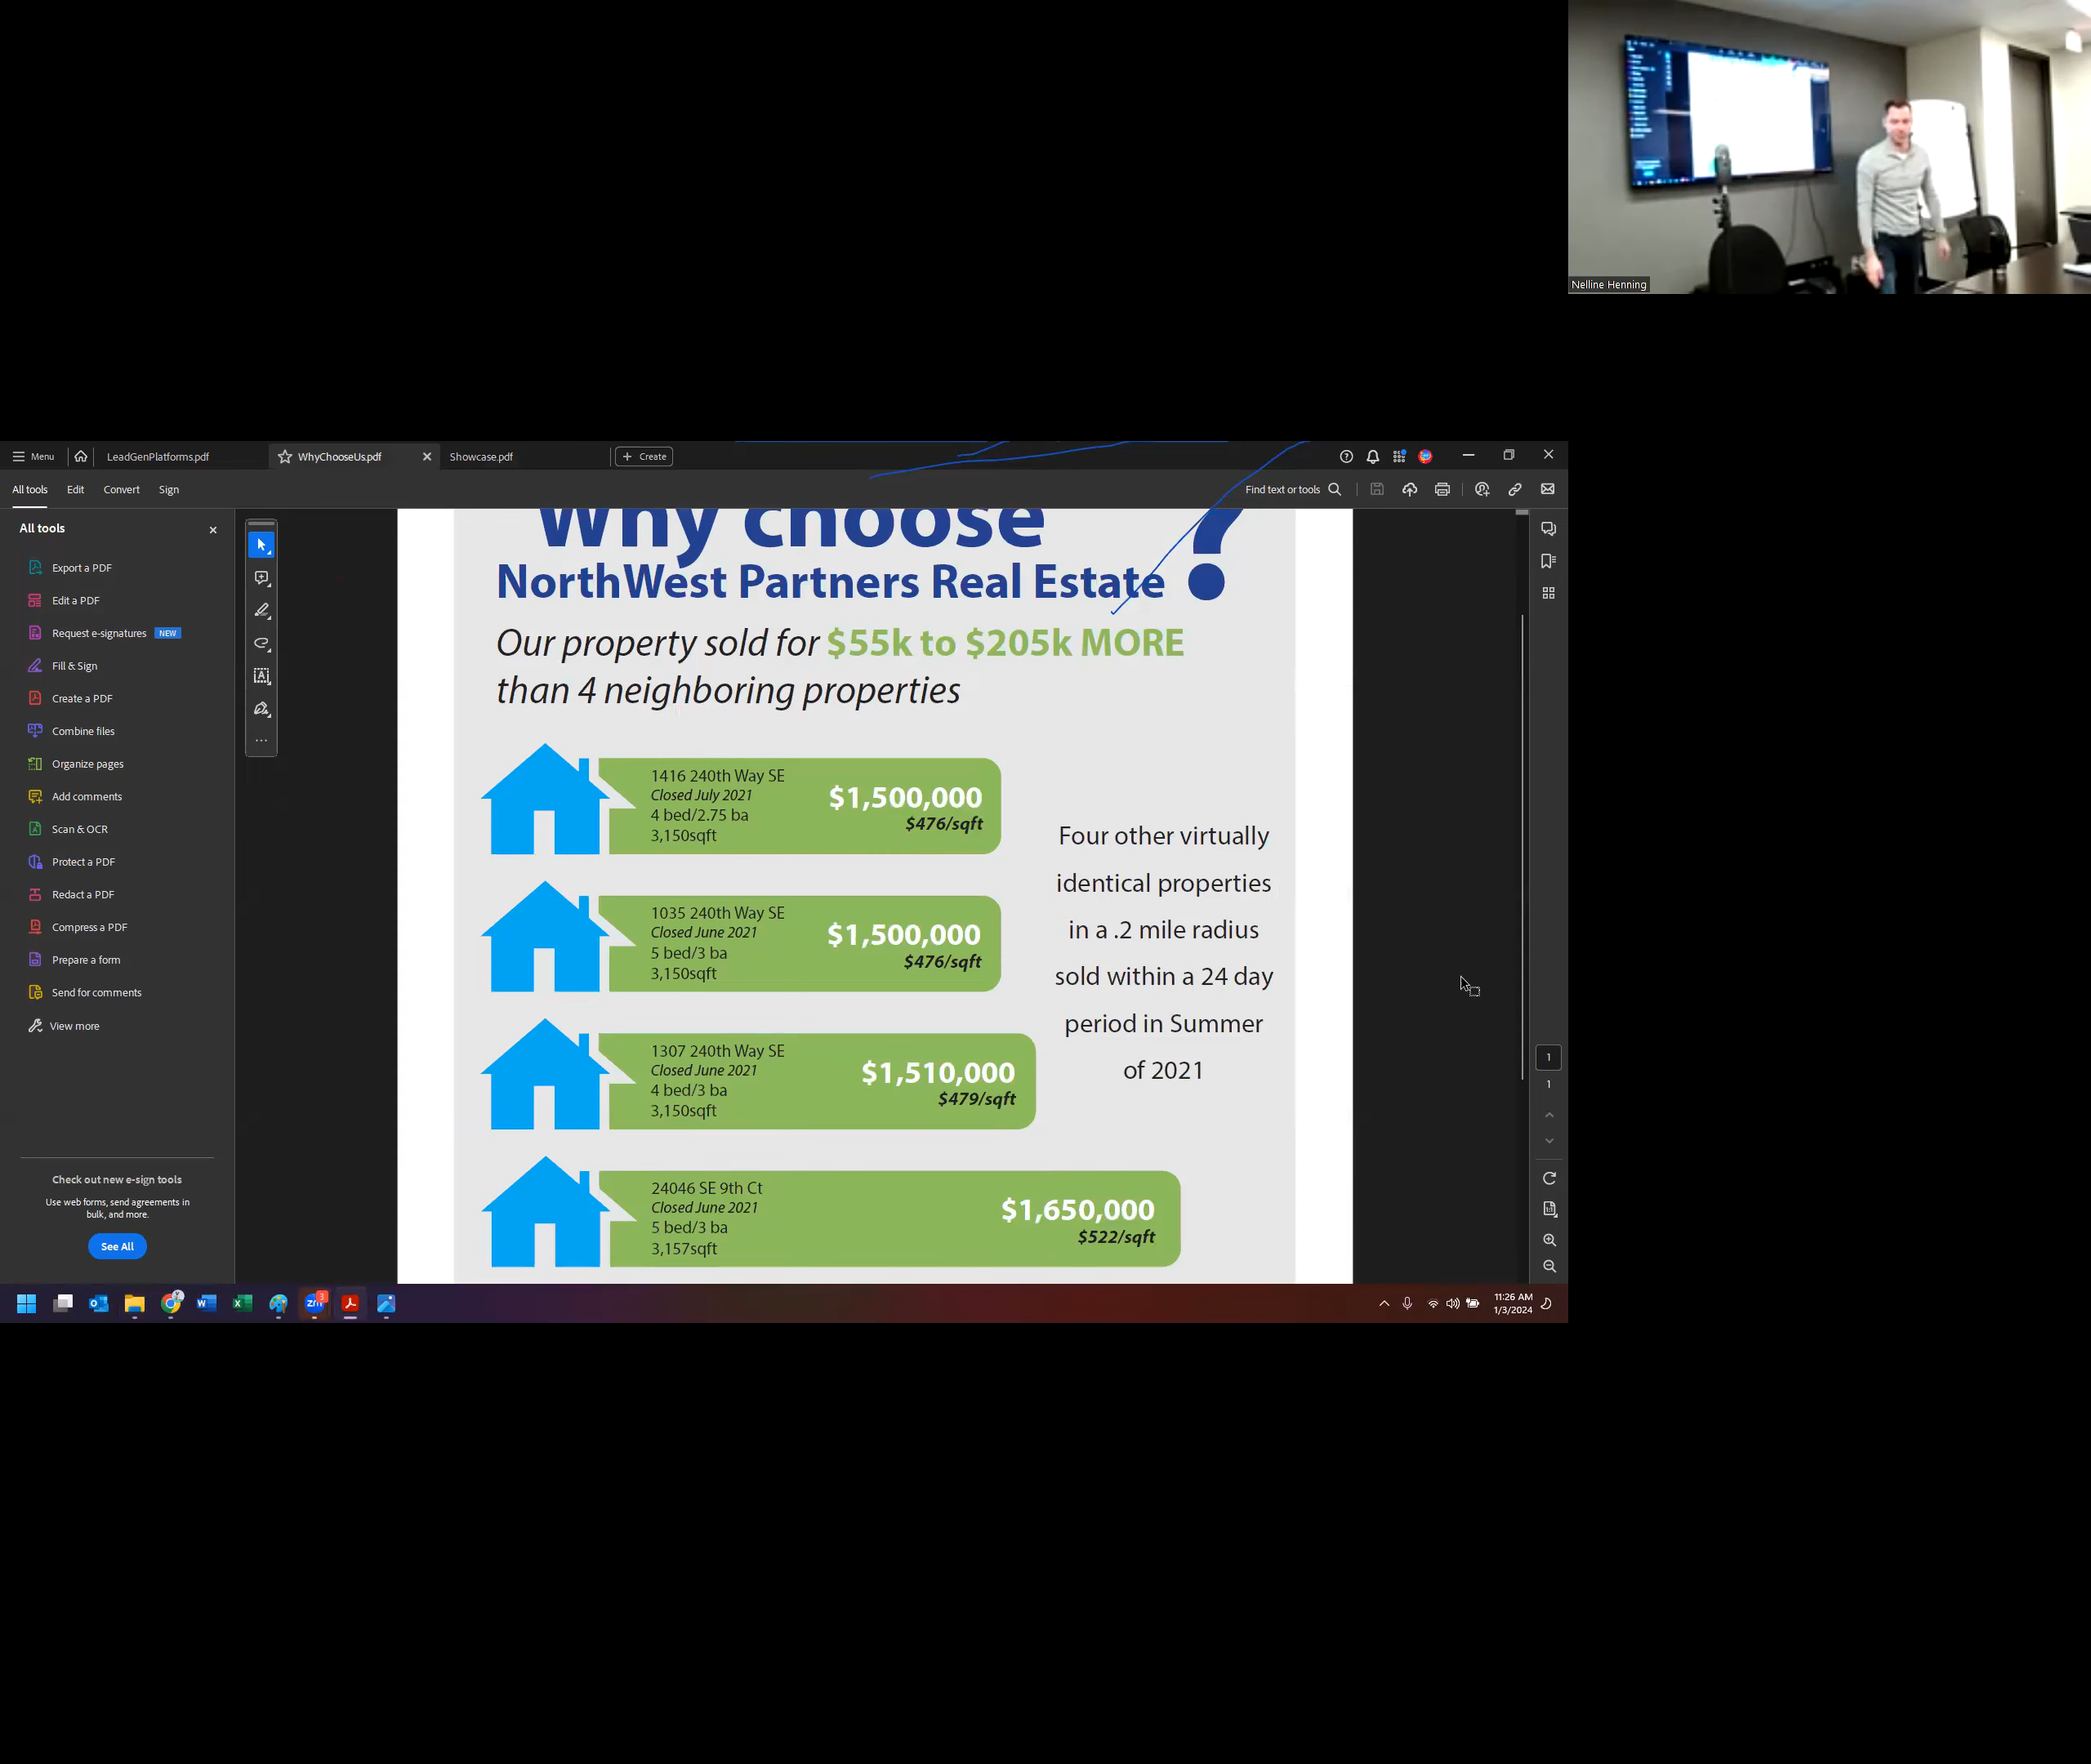 Nelline Henning
Menu
LeadGenPlatforms.pdf
WhyChooseUs.pdf
Showcase.pdf
Create
All tools
Edit
Convert
Sign
Find text or tools
All tools
Export a PDF
Edit a PDF
Request e-signatures NEW
Fill & Sign
Create a PDF
Combine files
Organize pages
Add comments
Scan & OCR
Protect a PDF
Redact a PDF
Compress a PDF
Prepare a form
Send for comments
View more
Check out new e-sign tools
Use web forms, send agreements in
bulk, and more.
See All
Why choose ?
NorthWest Partners Real Estate
Our property sold for $55k to $205k MORE
than 4 neighboring properties
1416 240th Way SE
Closed July 2021
4 bed/2.75 ba
3,150sqft
$1,500,000
$476/sqft
1035 240th Way SE
Closed June 2021
5 bed/3 ba
3,150sqft
$1,500,000
$476/sqft
1307 240th Way SE
Closed June 2021
4 bed/3 ba
3,150sqft
$1,510,000
$479/sqft
24046 SE 9th Ct
Closed June 2021
5 bed/3 ba
3,157sqft
$1,650,000
$522/sqft
Four other virtually
identical properties
in a .2 mile radius
sold within a 24 day
period in Summer
of 2021
1
1
zm 3
11:26 AM
1/3/2024